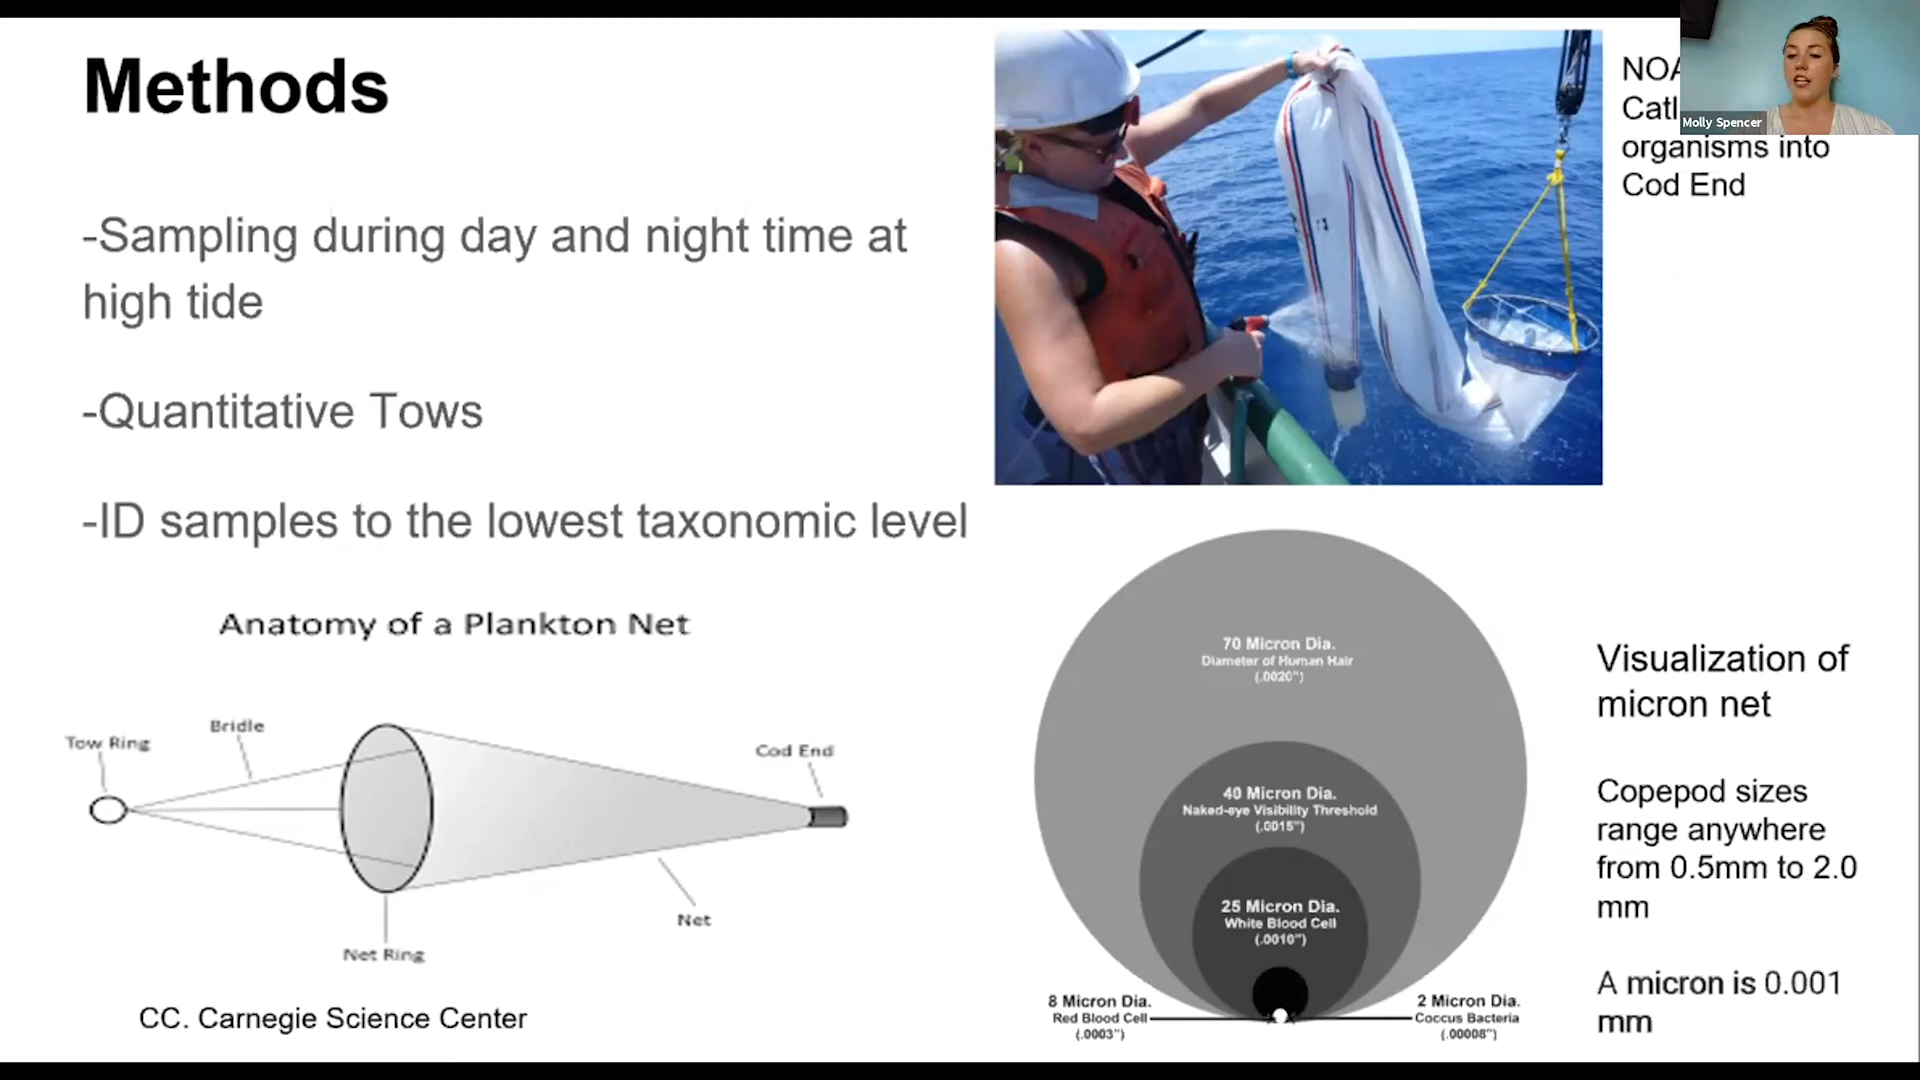 Methods
-Sampling during day and night time at
high tide
-Quantitative Tows
-ID samples to the lowest taxonomic level
Anatomy of a Plankton Net
Tow Ring
Bridle
Cod End
Net
Net Ring
CC. Carnegie Science Center
Molly Spencer
organisms into
Cod End
70 Micron Dia.
Diameter of Human Hair
(.0020")
40 Micron Dia.
Naked-eye Visibility Threshold
(.0015")
25 Micron Dia.
White Blood Cell
(.0010")
8 Micron Dia.
Red Blood Cell
(.0003")
2 Micron Dia.
Coccus Bacteria
(.00008")
Visualization of
micron net
Copepod sizes
range anywhere
from 0.5mm to 2.0
mm
A micron is 0.001
mm